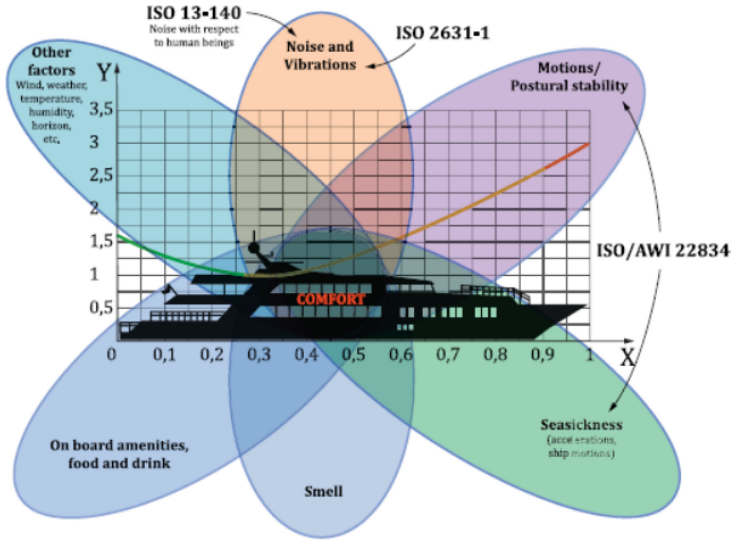 ISO 13-140
Noise with respect
to human beings
ISO 2631-1
Noise and
Vibrations
Other
factors
Wind, weather,
temperature,
humidity,
horizon,
etc.
Motions/
Postural stability
Y
3,5
3
2,5
2
1,5
1
0,5
ISO/AWI 22834
COMFORT
0 0,1 0,2 0,3 0,4 0,5 0,6 0,7 0,8 0,9 1 X
On board amenities,
food and drink
Seasickness
(accelerations,
ship motions)
Smell